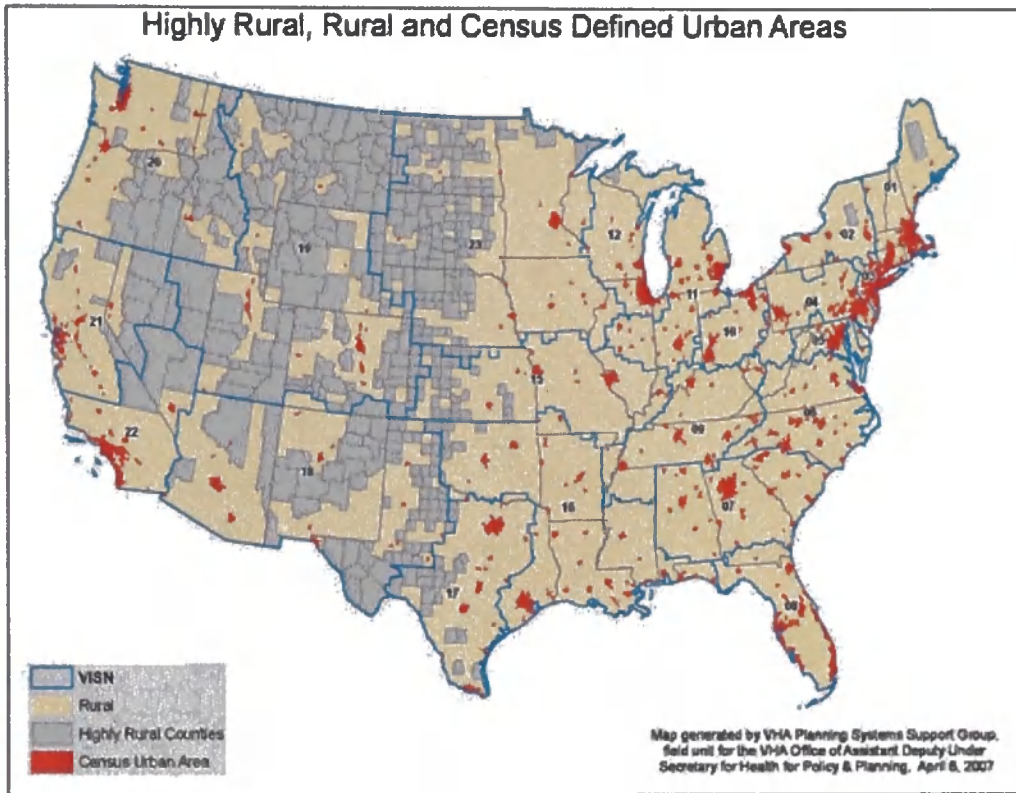 Highly Rural, Rural and Census Defined Urban Areas
20
19
23
12
01
02
11
10
04
21
15
22
18
09
06
16
07
17
08
VISN
Rural
Highly Rural Counties
Census Urban Area
Map generated by VHA Planning Systems Support Group,
field unit for the VHA Office of Assistant Deputy Under
Secretary for Health for Policy & Planning, April 6, 2007